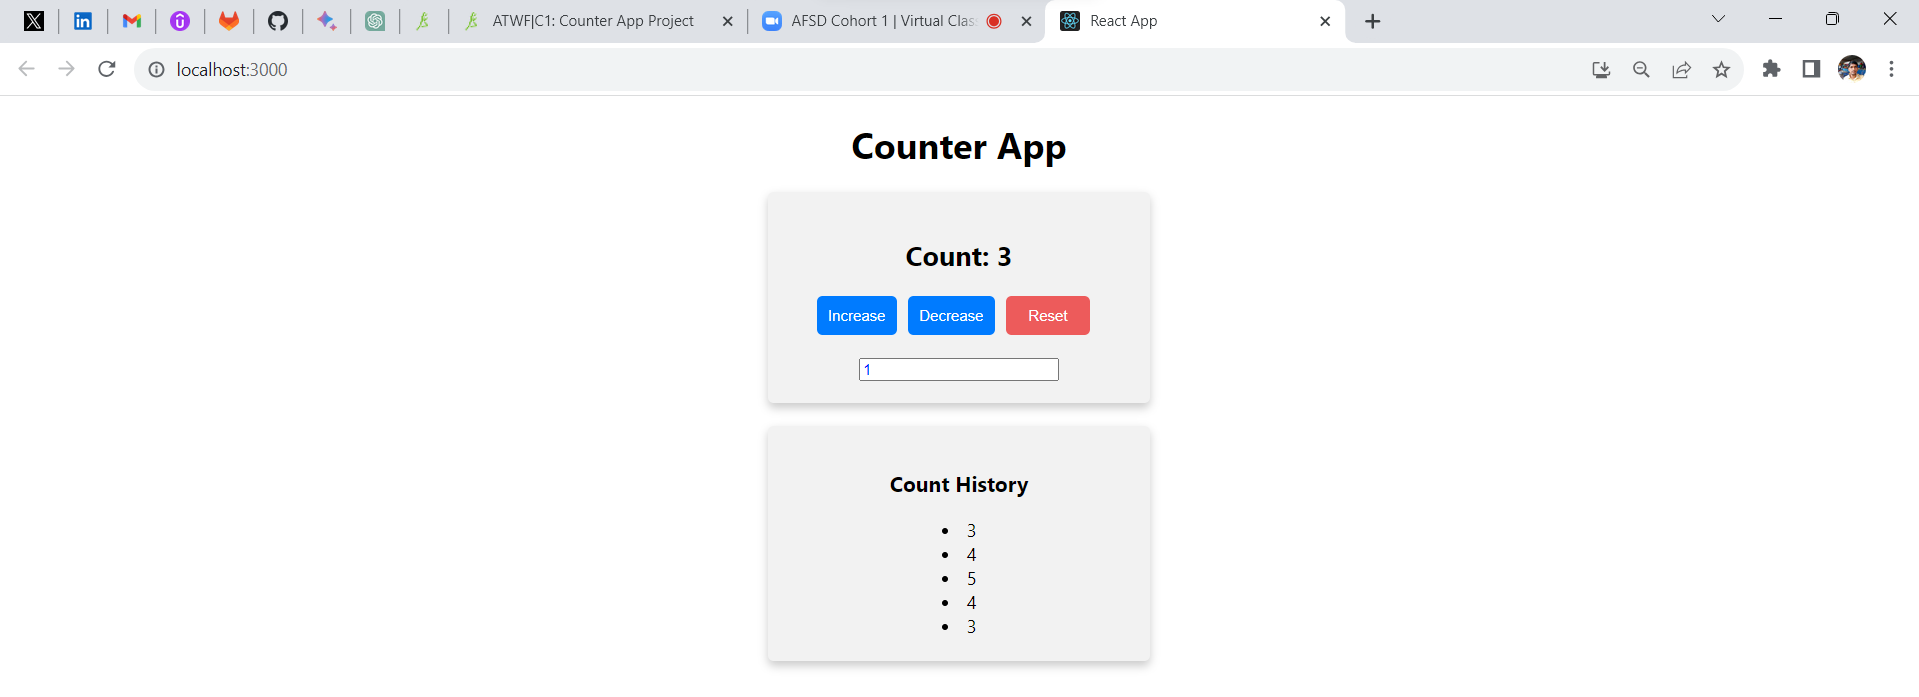 ATWF|C1: Counter App Project
AFSD Cohort 1 | Virtual Clas
React App
localhost:3000
Counter App
Count: 3
Increase Decrease Reset
1
Count History
• 3
• 4
• 5
• 4
• 3